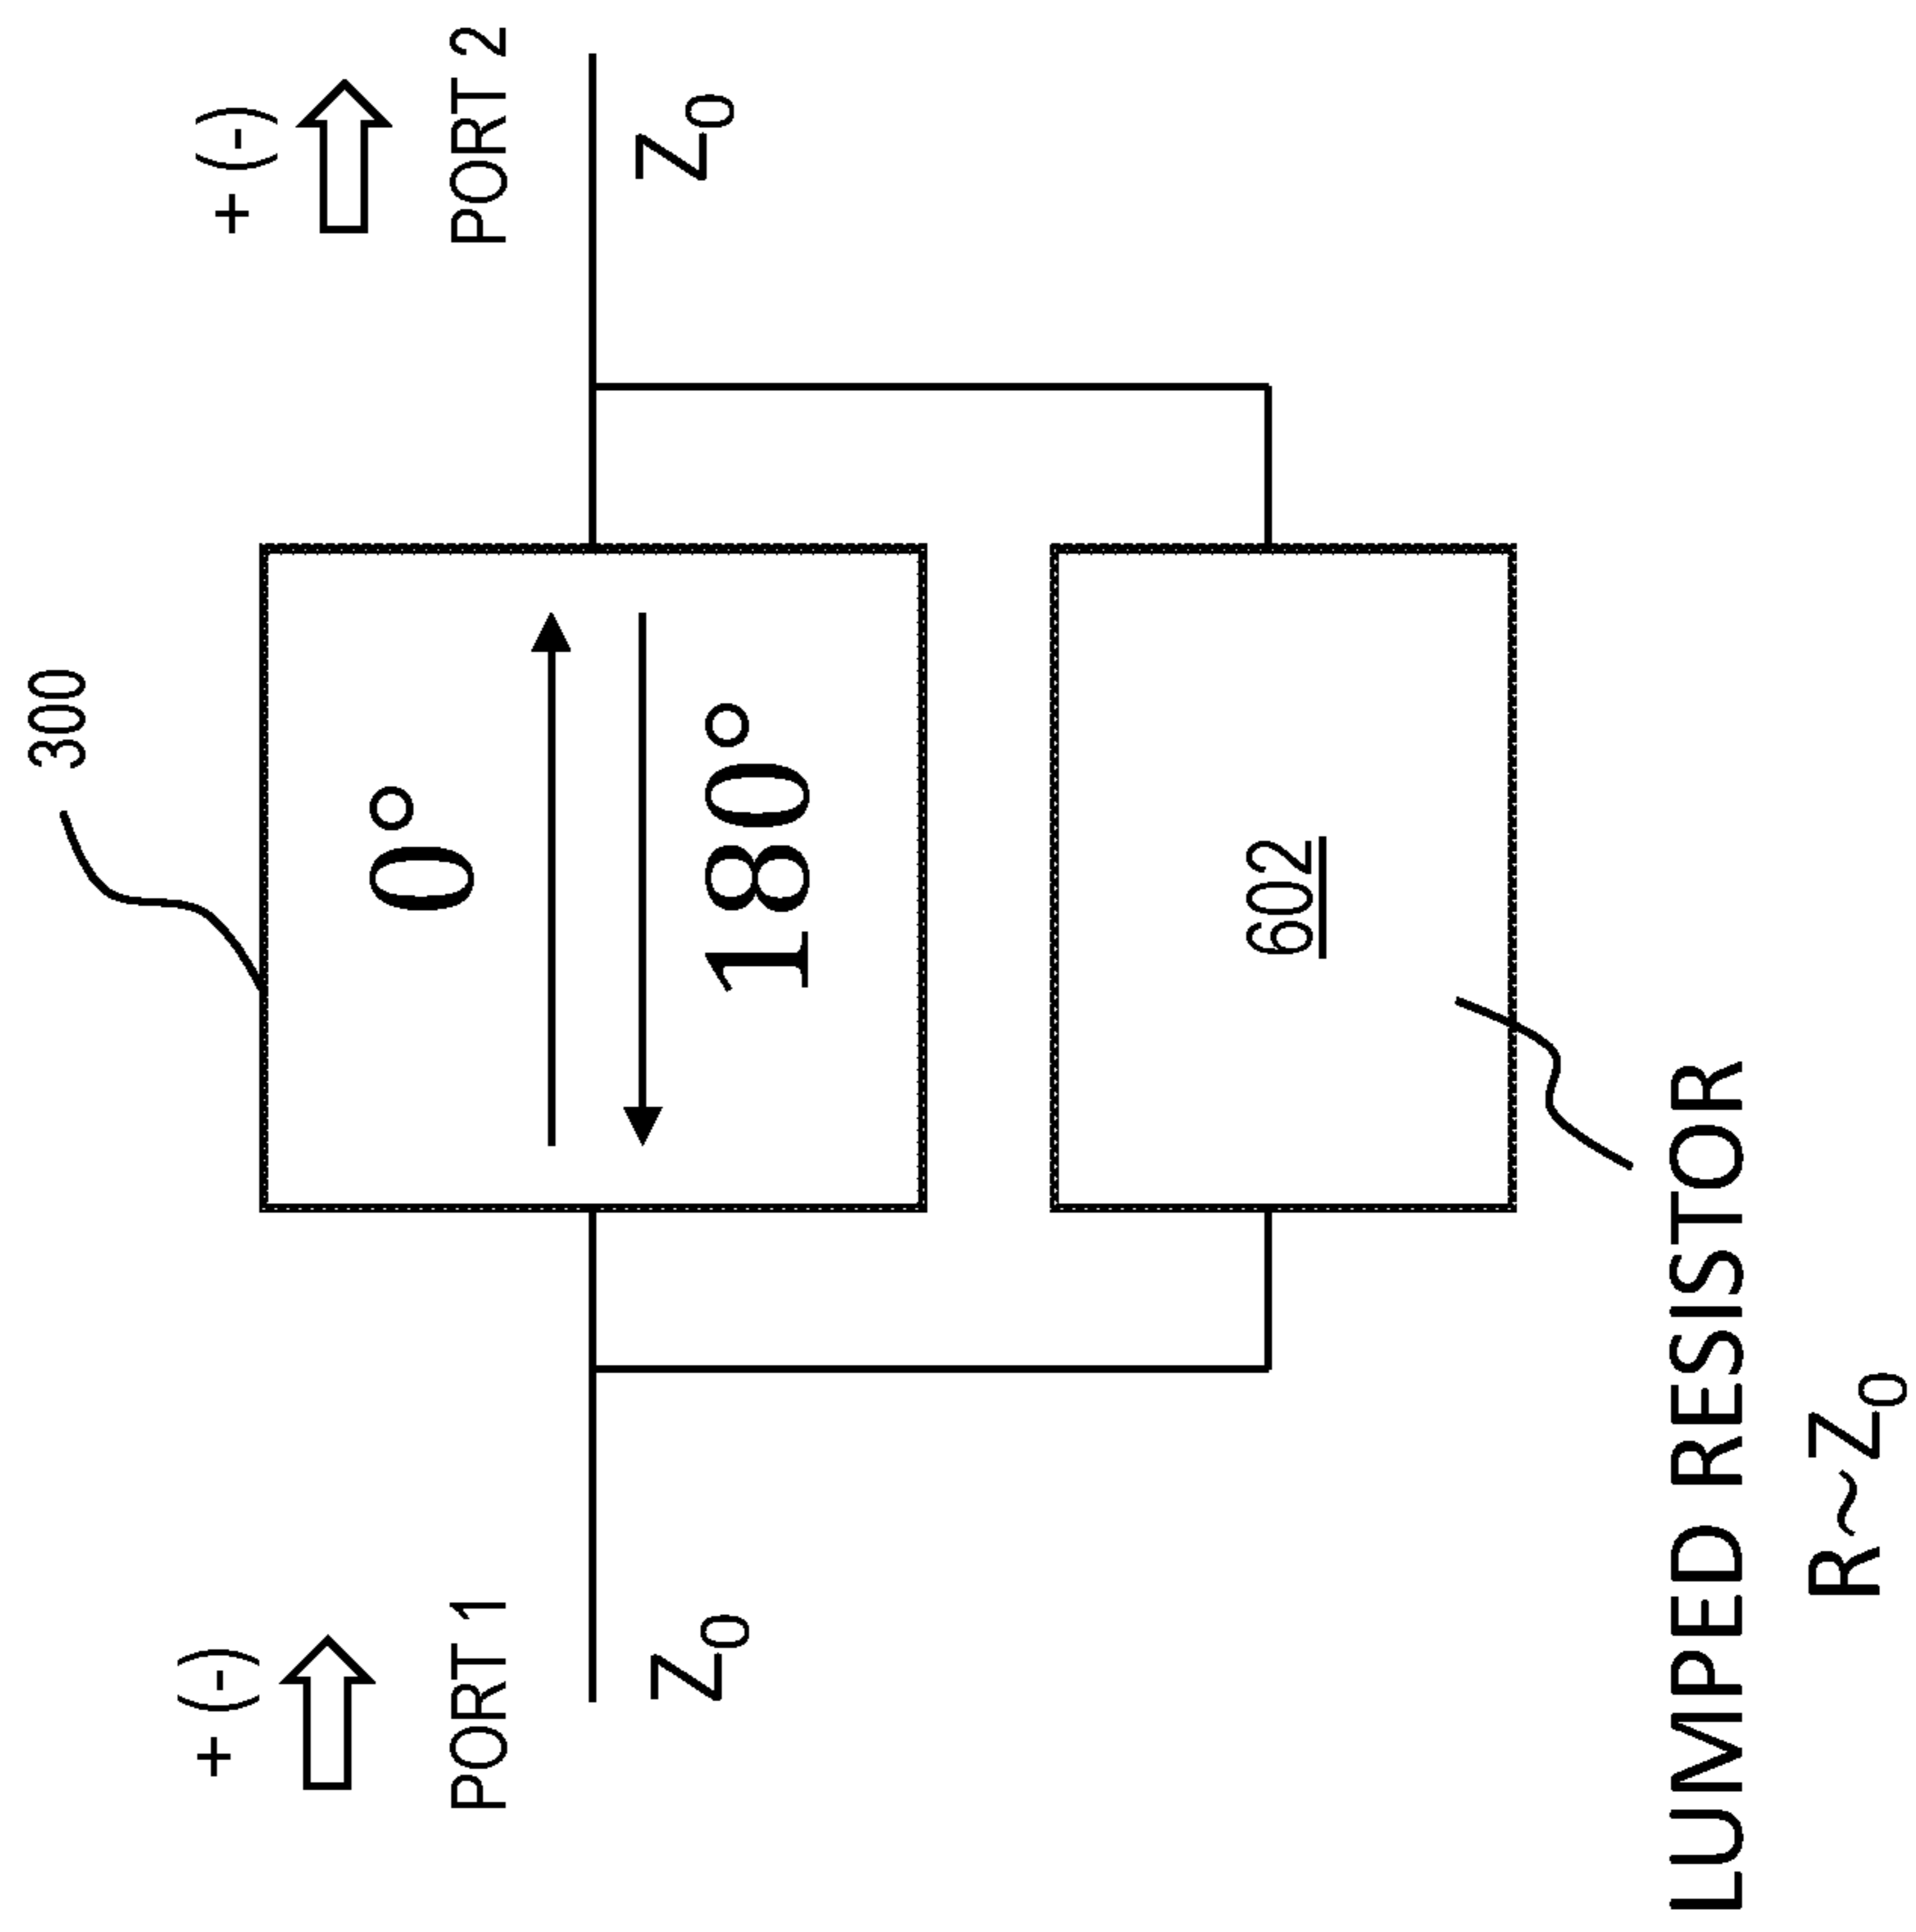 300
+ (-)
+ (-)
PORT 1
PORT 2
0°
Z0
Z0
180°
602
LUMPED RESISTOR
R~Z0